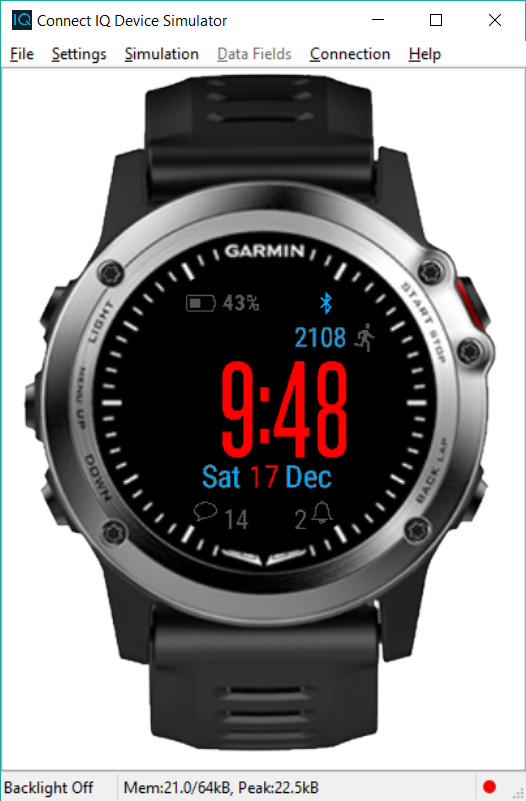 IQ Connect IQ Device Simulator
File Settings Simulation Data Fields Connection Help
GARMIN
LIGHT
START STOP
43%
2108
MENU UP
9:48
Sat 17 Dec
DOWN
BACK LAP
14 2
Backlight Off Mem:21.0/64kB, Peak:22.5kB